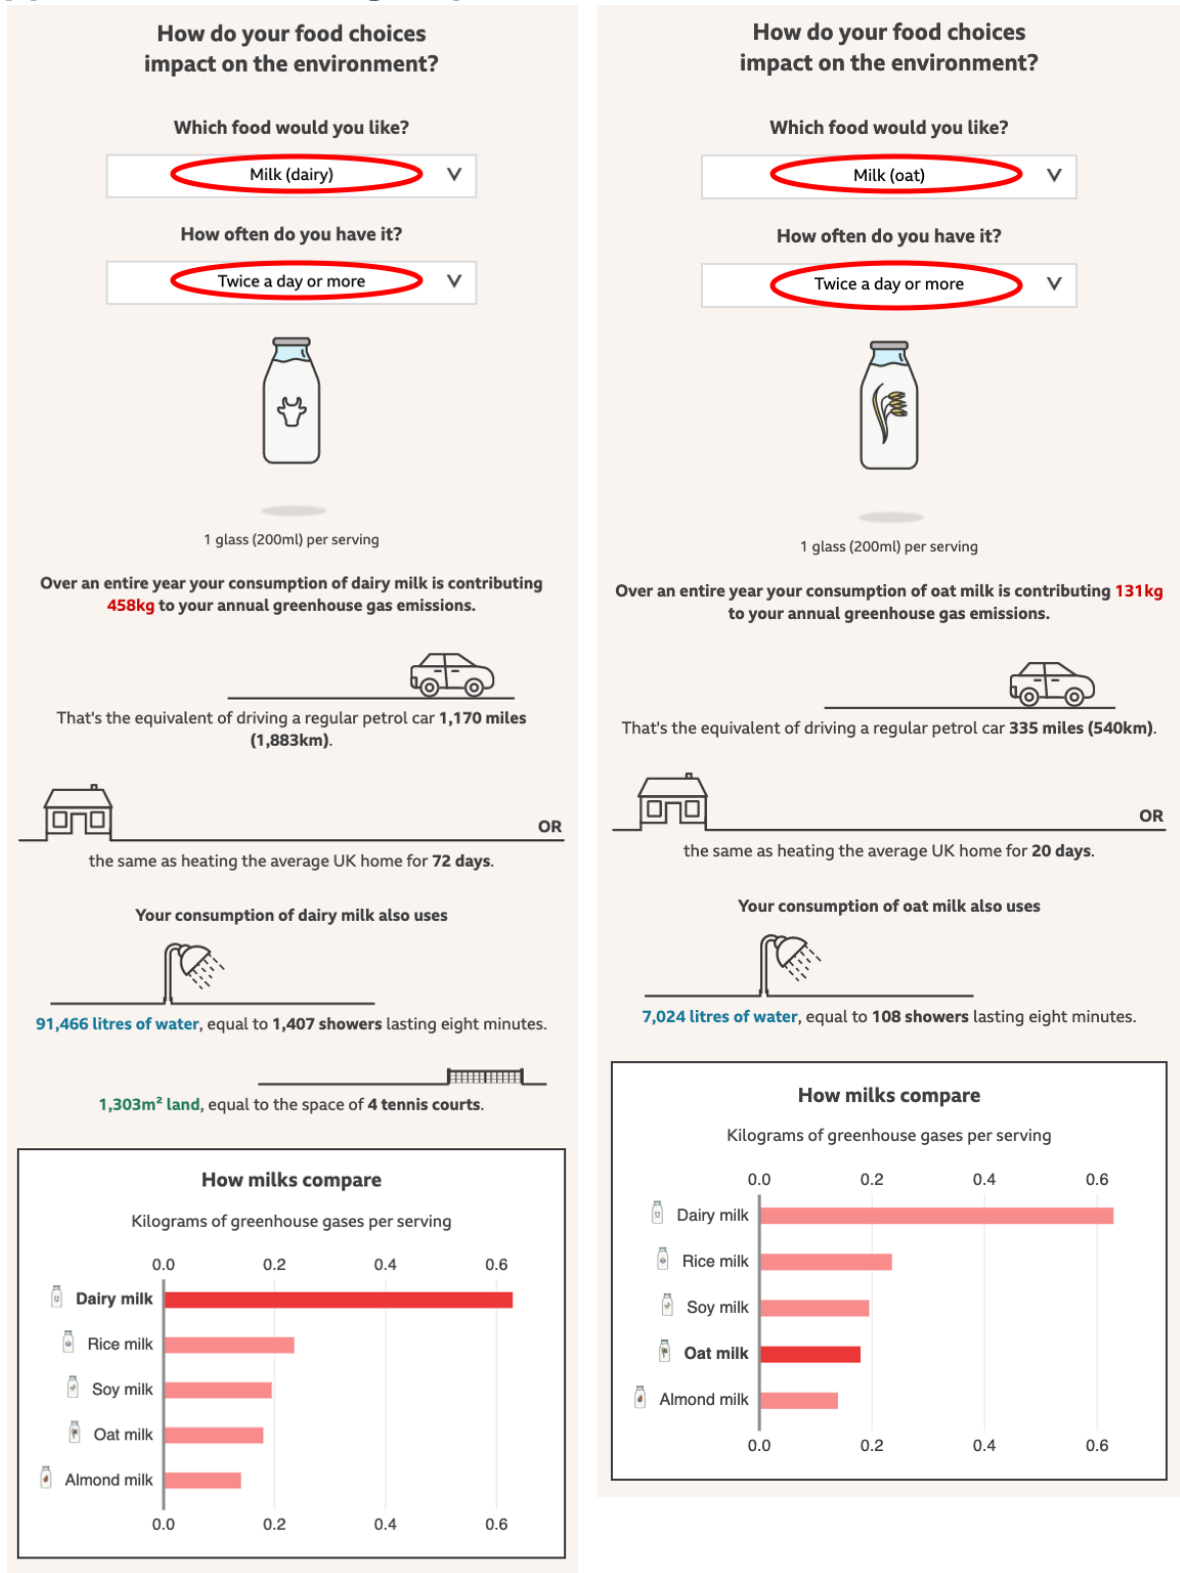 How do your food choices
impact on the environment?
Which food would you like?
Milk (dairy)
How often do you have it?
Twice a day or more
1 glass (200ml) per serving
Over an entire year your consumption of dairy milk is contributing
458kg to your annual greenhouse gas emissions.
That's the equivalent of driving a regular petrol car 1,170 miles
(1,883km).
OR
the same as heating the average UK home for 72 days.
Your consumption of dairy milk also uses
91,466 litres of water, equal to 1,407 showers lasting eight minutes.
1,303m² land, equal to the space of 4 tennis courts.
How milks compare
Kilograms of greenhouse gases per serving
0.0 0.2 0.4 0.6
Dairy milk
Rice milk
Soy milk
Oat milk
Almond milk
0.0 0.2 0.4 0.6
How do your food choices
impact on the environment?
Which food would you like?
Milk (oat)
How often do you have it?
Twice a day or more
1 glass (200ml) per serving
Over an entire year your consumption of oat milk is contributing 131kg
to your annual greenhouse gas emissions.
That's the equivalent of driving a regular petrol car 335 miles (540km).
OR
the same as heating the average UK home for 20 days.
Your consumption of oat milk also uses
7,024 litres of water, equal to 108 showers lasting eight minutes.
How milks compare
Kilograms of greenhouse gases per serving
0.0 0.2 0.4 0.6
Dairy milk
Rice milk
Soy milk
Oat milk
Almond milk
0.0 0.2 0.4 0.6